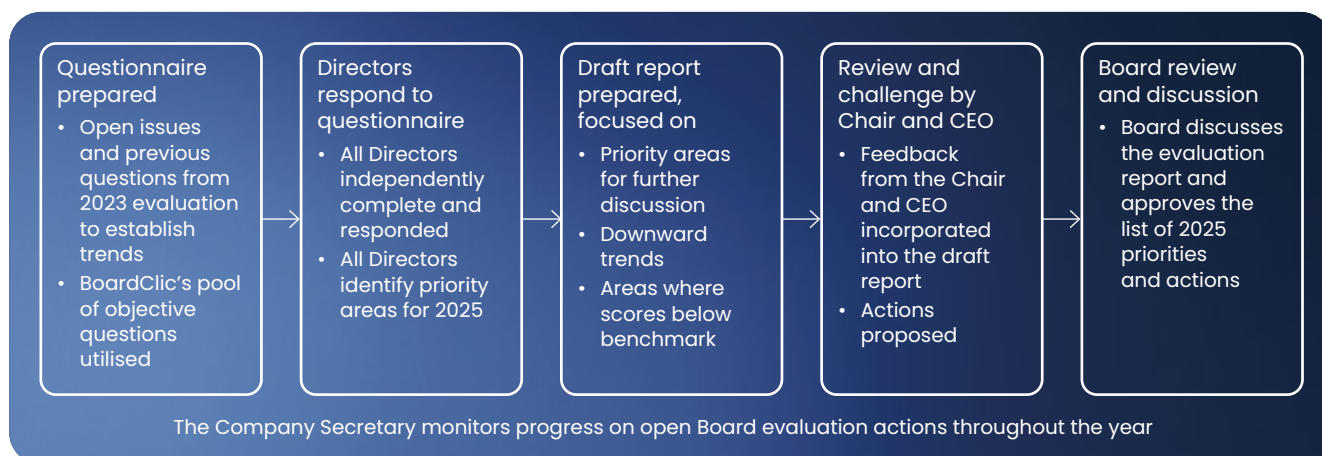 Questionnaire
prepared
• Open issues
and previous
questions from
2023 evaluation
to establish
trends
• BoardClic’s pool
of objective
questions
utilised
Directors
respond to
questionnaire
• All Directors
independently
complete and
responded
• All Directors
identify priority
areas for 2025
Draft report
prepared,
focused on
• Priority areas
for further
discussion
• Downward
trends
• Areas where
scores below
benchmark
Review and
challenge by
Chair and CEO
• Feedback
from the Chair
and CEO
incorporated
into the draft
report
• Actions
proposed
Board review
and discussion
• Board discusses
the evaluation
report and
approves the
list of 2025
priorities
and actions
The Company Secretary monitors progress on open Board evaluation actions throughout the year